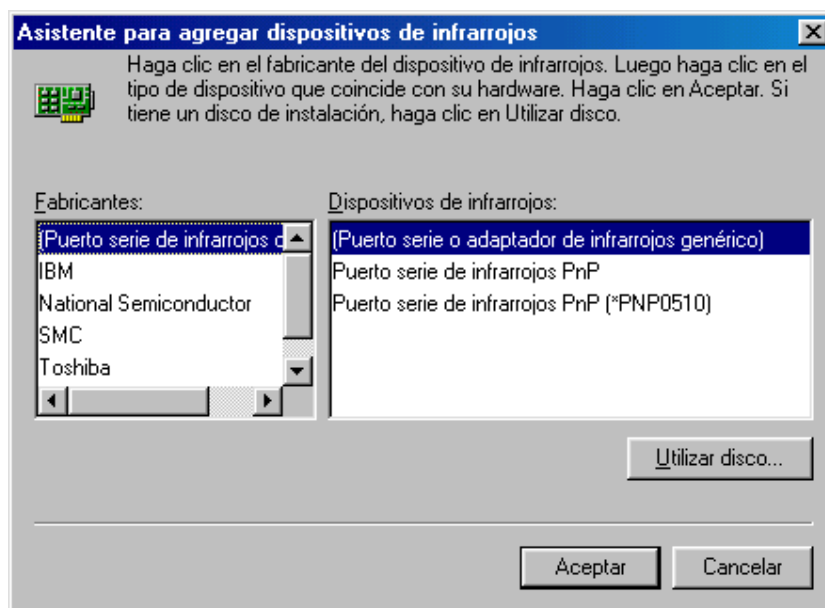 Asistente para agregar dispositivos de infrarrojos
Haga clic en el fabricante del dispositivo de infrarrojos. Luego haga clic en el
tipo de dispositivo que coincide con su hardware. Haga clic en Aceptar. Si
tiene un disco de instalación, haga clic en Utilizar disco.
Fabricantes:
(Puerto serie de infrarrojos
IBM
National Semiconductor
SMC
Toshiba
Dispositivos de infrarrojos:
(Puerto serie o adaptador de infrarrojos genérico)
Puerto serie de infrarrojos PnP
Puerto serie de infrarrojos PnP (*PNP0510)
Utilizar disco...
Aceptar
Cancelar